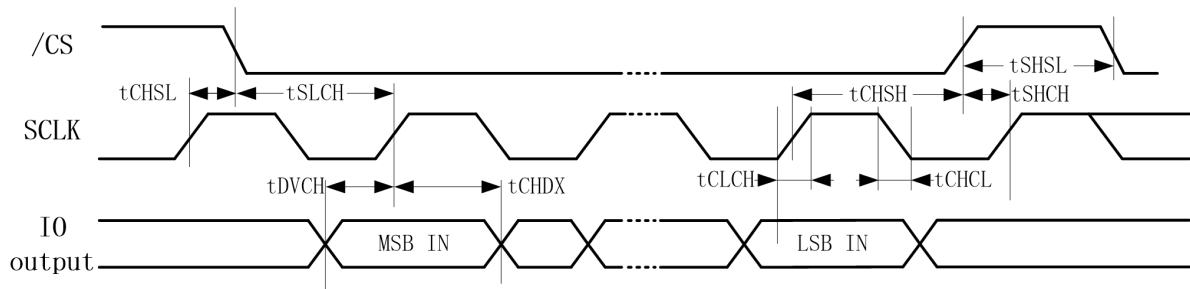 /CS
tSHSL
tCHSL
tSLCH
tCHSH
tSHCH
SCLK
tDVCH
tCHDX
tCLCH
tCHCL
IO
output
MSB IN
LSB IN